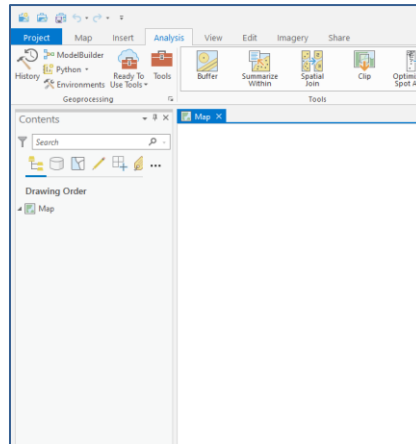 Project Map Insert Analysis View Edit Imagery Share
History
ModelBuilder
Python
Environments
Ready To
Use Tools
Tools
Buffer
Summarize
Within
Spatial
Join
Clip
Geoprocessing
Tools
Contents
Map
Search
Drawing Order
Map